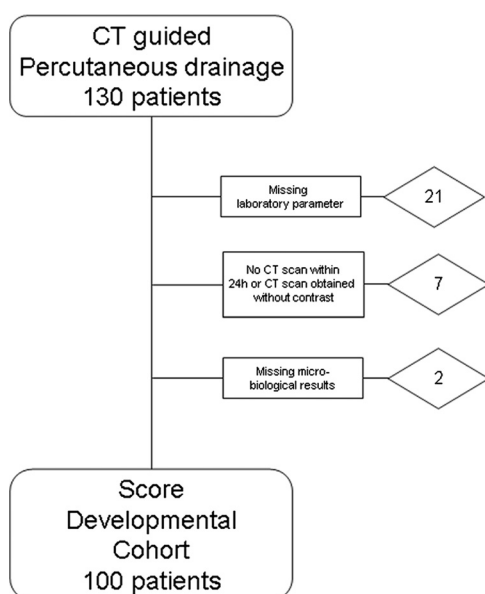 CT guided
Percutaneous drainage
130 patients
Missing
laboratory parameter
21
No CT scan within
24h or CT scan obtained
without contrast
7
Missing micro-
biological results
2
Score
Developmental
Cohort
100 patients